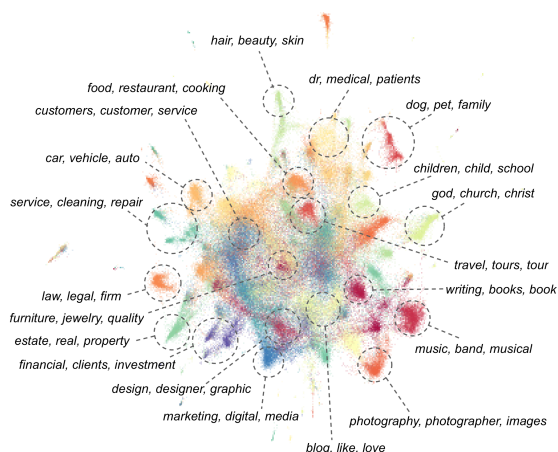 hair, beauty, skin
dr, medical, patients
food, restaurant, cooking
dog, pet, family
customers, customer, service
car, vehicle, auto
children, child, school
god, church, christ
service, cleaning, repair
travel, tours, tour
writing, books, book
law, legal, firm
furniture, jewelry, quality
estate, real, property
music, band, musical
financial, clients, investment
design, designer, graphic
marketing, digital, media
photography, photographer, images
blog, like, love